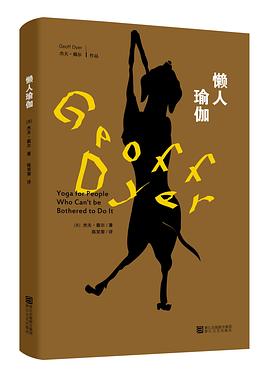 Geoff Dyer
杰夫·戴尔 | 作品
懒人
瑜伽
Geoff
Dyer
Yoga for People
Who Can't be
Bothered to Do It
(英) 杰夫·戴尔 著
陈笑黎 译
懒人瑜伽